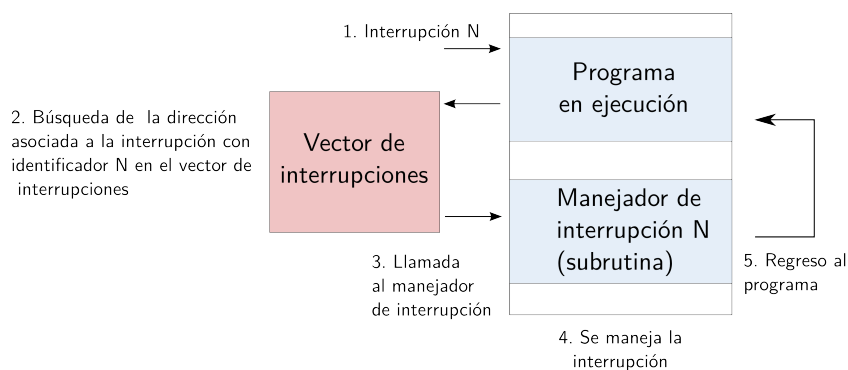 1. Interrupción N
Programa
en ejecución
2. Búsqueda de la dirección
asociada a la interrupción con
identificador N en el vector de
interrupciones
Vector de
interrupciones
Manejador de
interrupción N
(subrutina)
3. Llamada
al manejador
de interrupción
5. Regreso al
programa
4. Se maneja la
interrupción